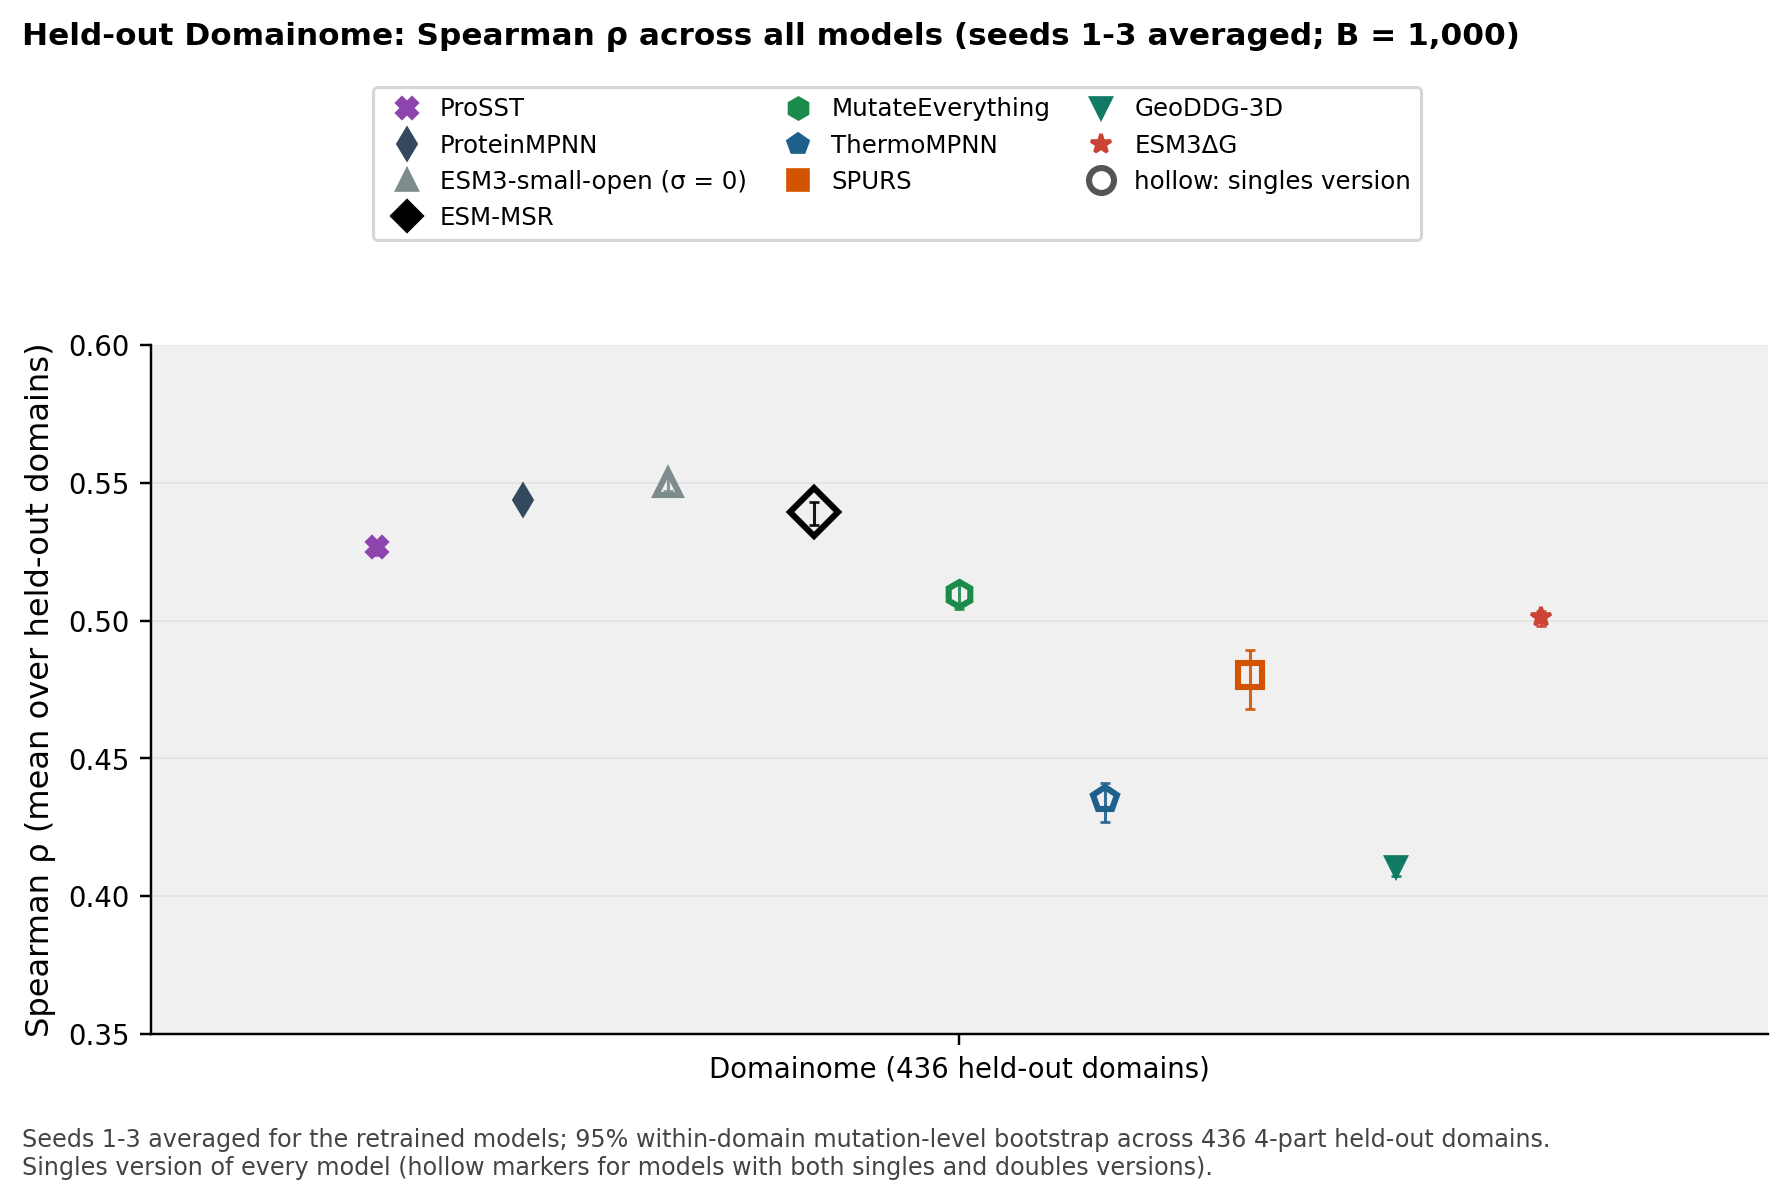 Held-out Domainome: Spearman ρ across all models (seeds 1-3 averaged; B = 1,000)
ProSST
ProteinMPNN
ESM3-small-open (σ = 0)
ESM-MSR
MutateEverything
ThermoMPNN
SPURS
GeoDDG-3D
ESM3ΔG
hollow: singles version
Spearman ρ (mean over held-out domains)
0.60
0.55
0.50
0.45
0.40
0.35
Domainome (436 held-out domains)
Seeds 1-3 averaged for the retrained models; 95% within-domain mutation-level bootstrap across 436 4-part held-out domains.
Singles version of every model (hollow markers for models with both singles and doubles versions).